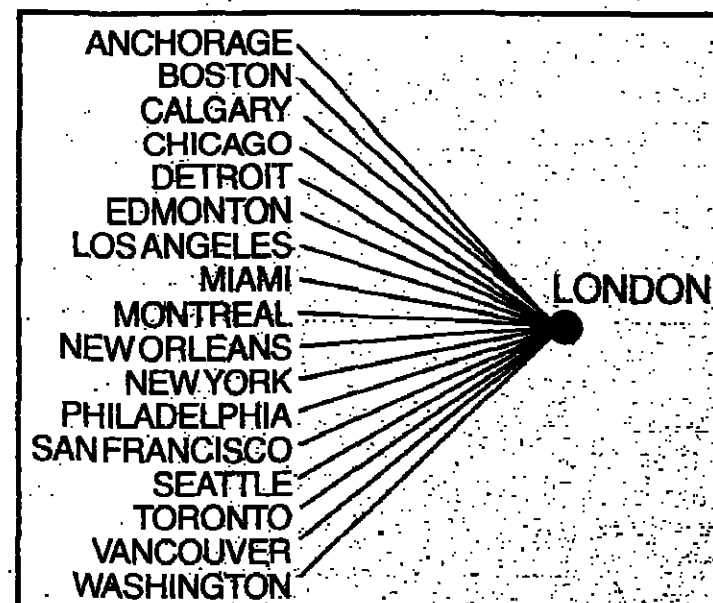 ANCHORAGE
BOSTON
CALGARY
CHICAGO
DETROIT
EDMONTON
LOS ANGELES
MIAMI
LONDON
MONTREAL
NEW ORLEANS
NEW YORK
PHILADELPHIA
SAN FRANCISCO
SEATTLE
TORONTO
VANCOUVER
WASHINGTON